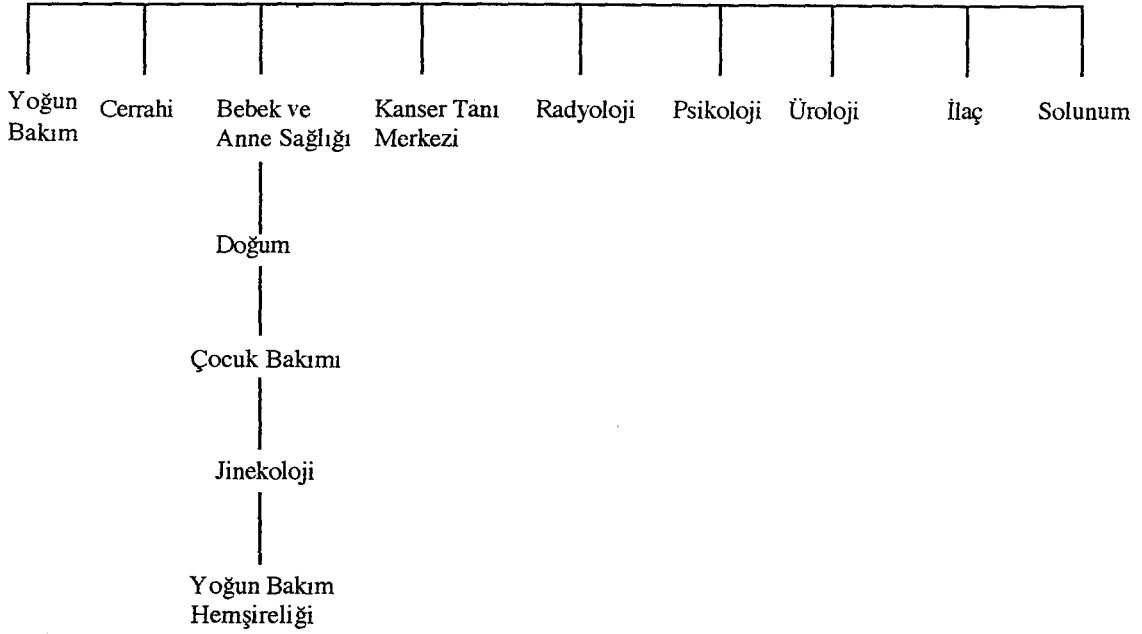 Yoğun Bakım
Cerrahi
Bebek ve
Anne Sağlığı
Kanser Tanı
Merkezi
Radyoloji
Psikoloji
Üroloji
İlaç
Solunum
Doğum
Çocuk Bakımı
Jinekoloji
Yoğun Bakım
Hemşireliği